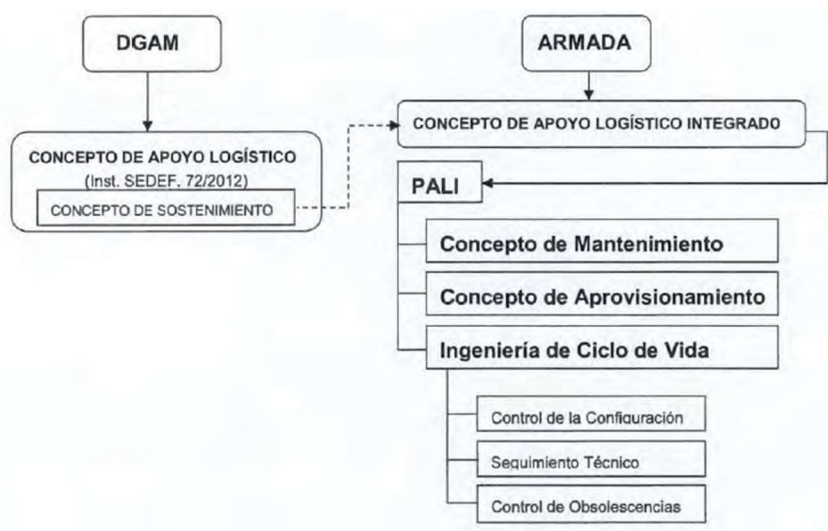 DGAM
CONCEPTO DE APOYO LOGÍSTICO
(Inst. SEDEF. 72/2012)
CONCEPTO DE SOSTENIMIENTO
ARMADA
CONCEPTO DE APOYO LOGÍSTICO INTEGRADO
PALI
Concepto de Mantenimiento
Concepto de Aprovisionamiento
Ingeniería de Ciclo de Vida
Control de la Configuración
Seguimiento Técnico
Control de Obsolescencias